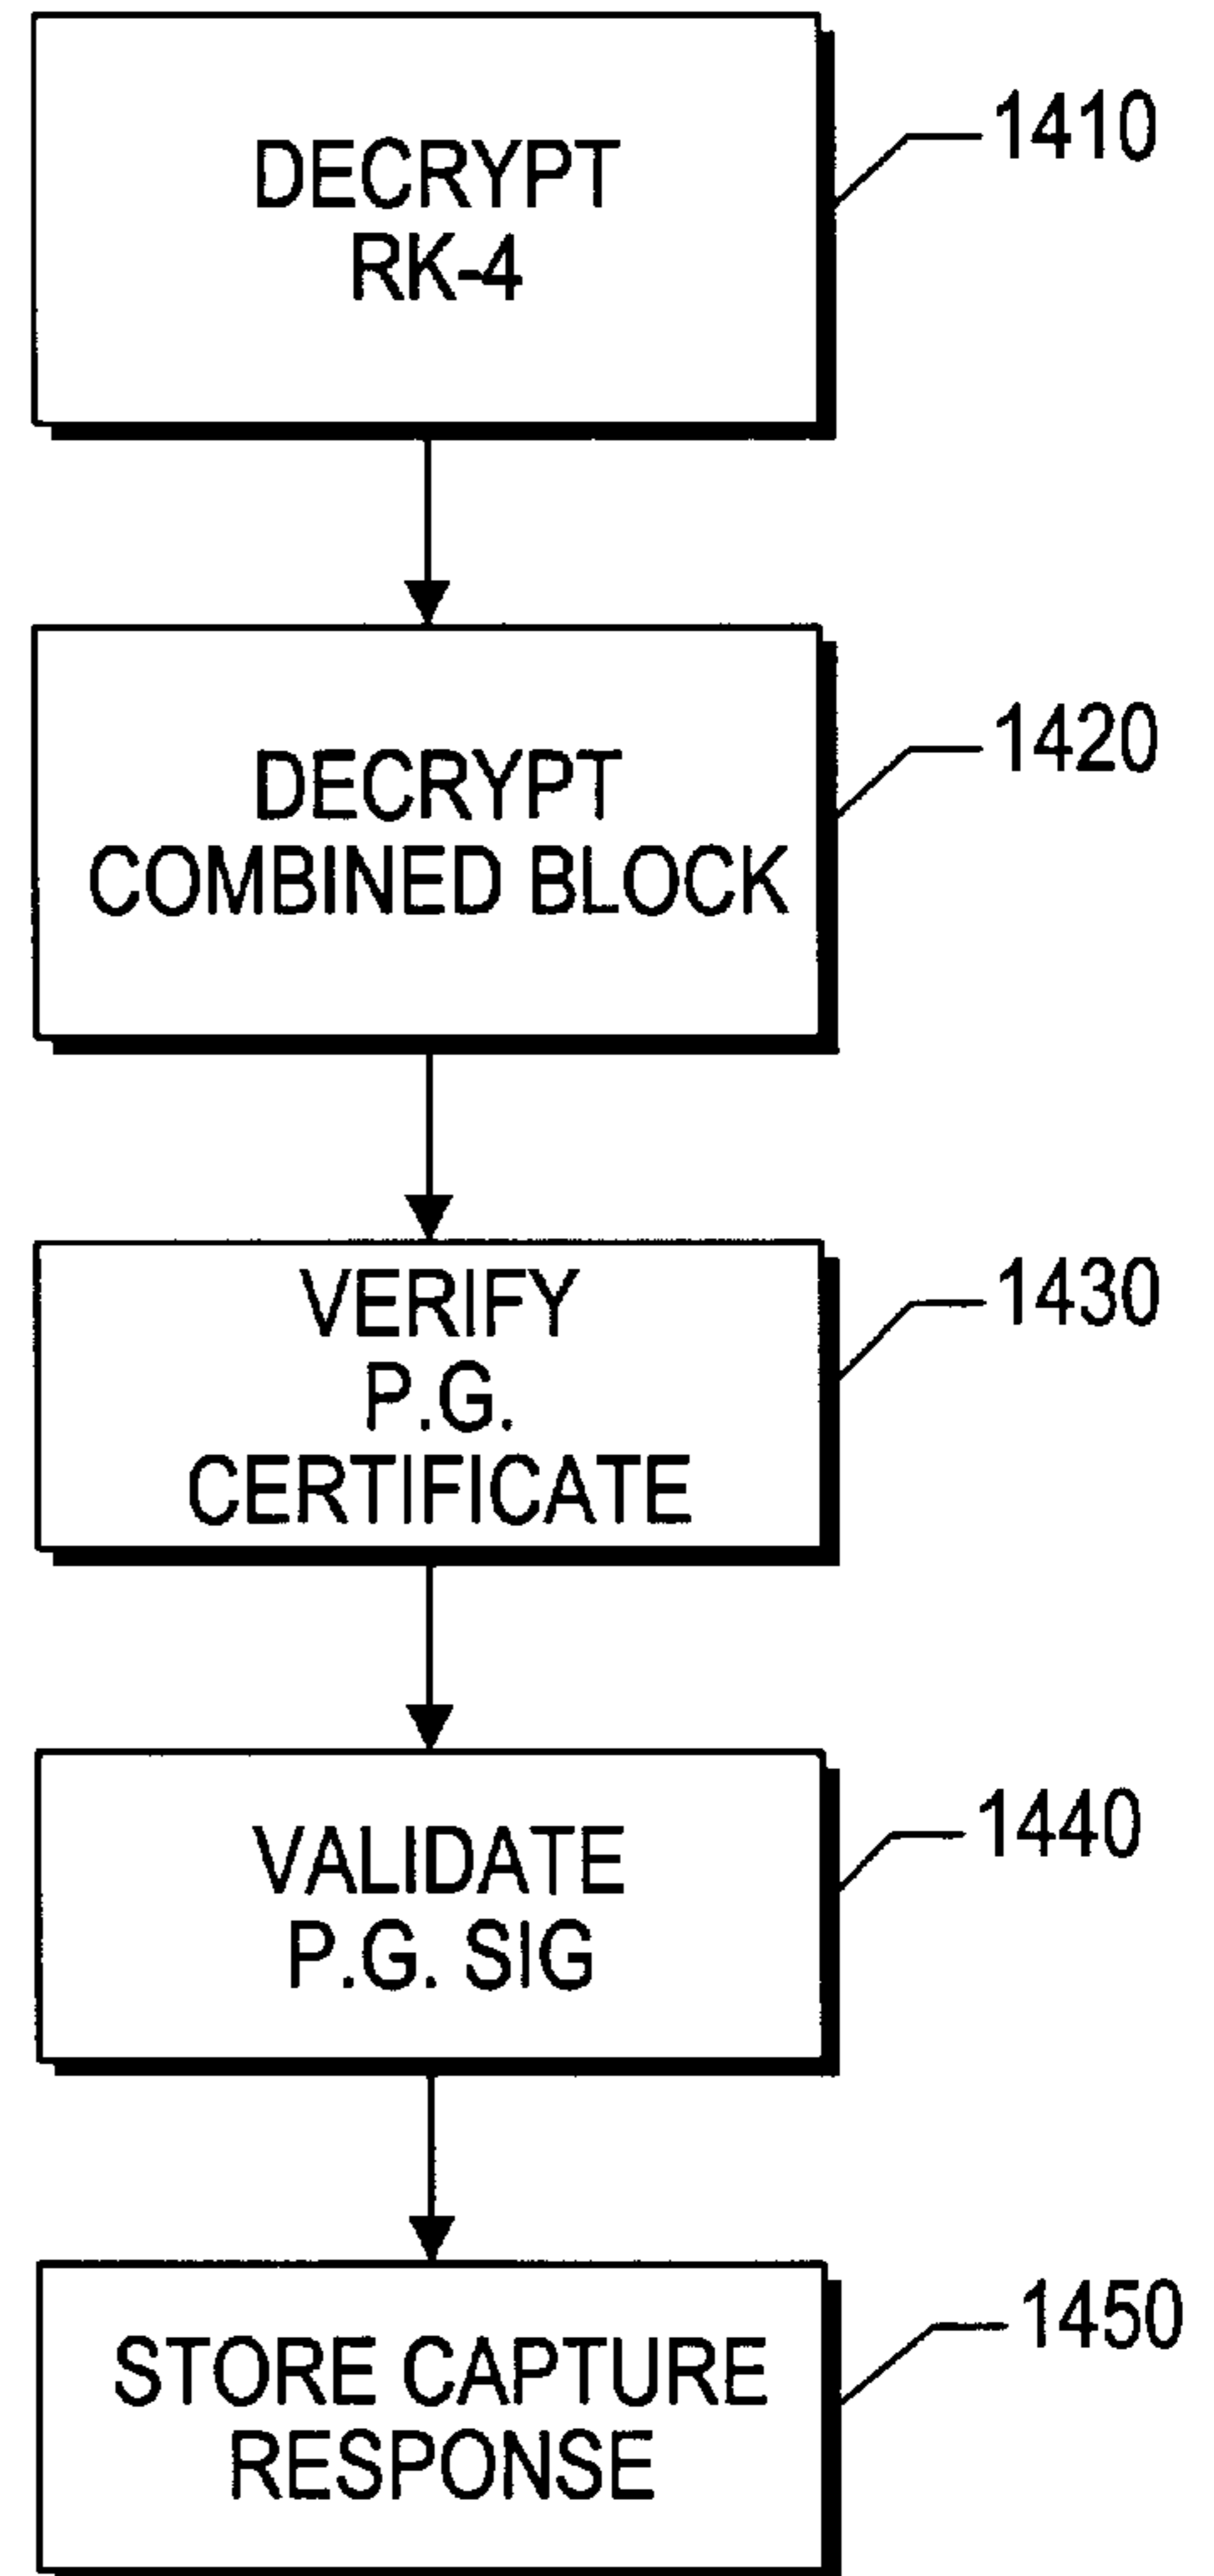 DECRYPT
RK-4
1410
DECRYPT
COMBINED BLOCK
1420
VERIFY
P.G.
CERTIFICATE
1430
VALIDATE
P.G. SIG
1440
STORE CAPTURE
RESPONSE
1450